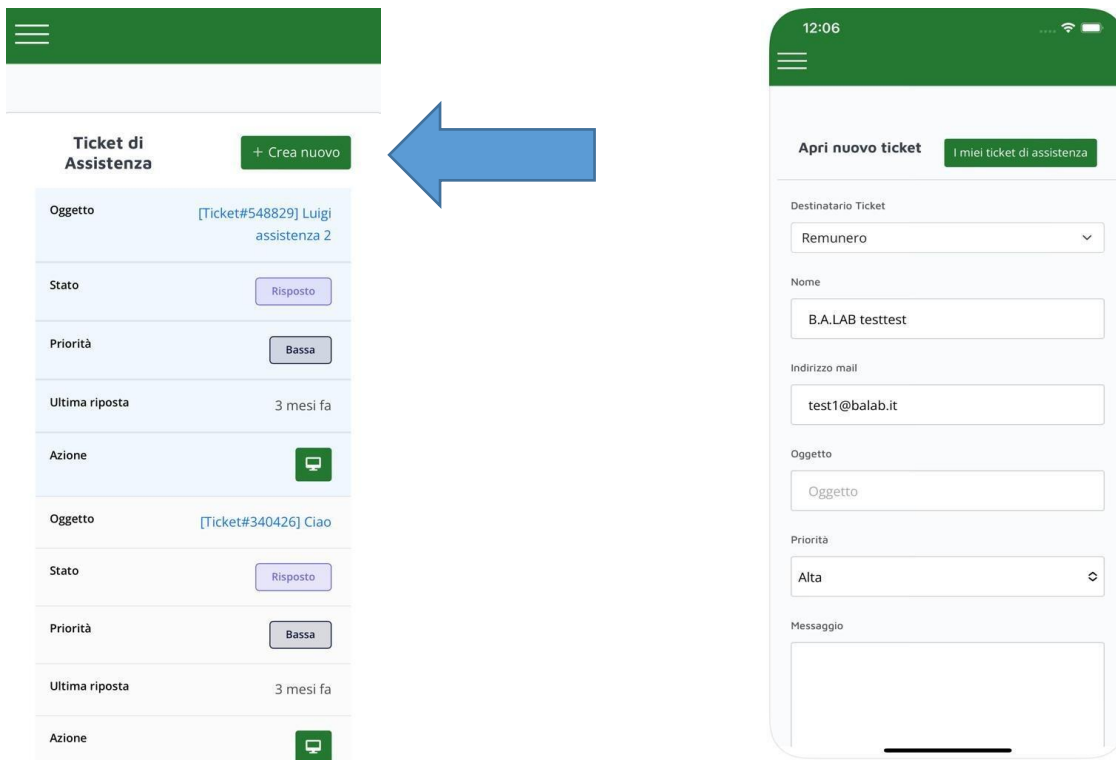 Ticket di
Assistenza
+ Crea nuovo
Oggetto
[Ticket#548829] Luigi
assistenza 2
Stato
Risposto
Priorità
Bassa
Ultima riposta
3 mesi fa
Azione
Oggetto
[Ticket#340426] Ciao
Stato
Risposto
Priorità
Bassa
Ultima riposta
3 mesi fa
Azione
12:06
Apri nuovo ticket
I miei ticket di assistenza
Destinatario Ticket
Remunero
Nome
B.A.LAB testtest
Indirizzo mail
test1@balab.it
Oggetto
Oggetto
Priorità
Alta
Messaggio